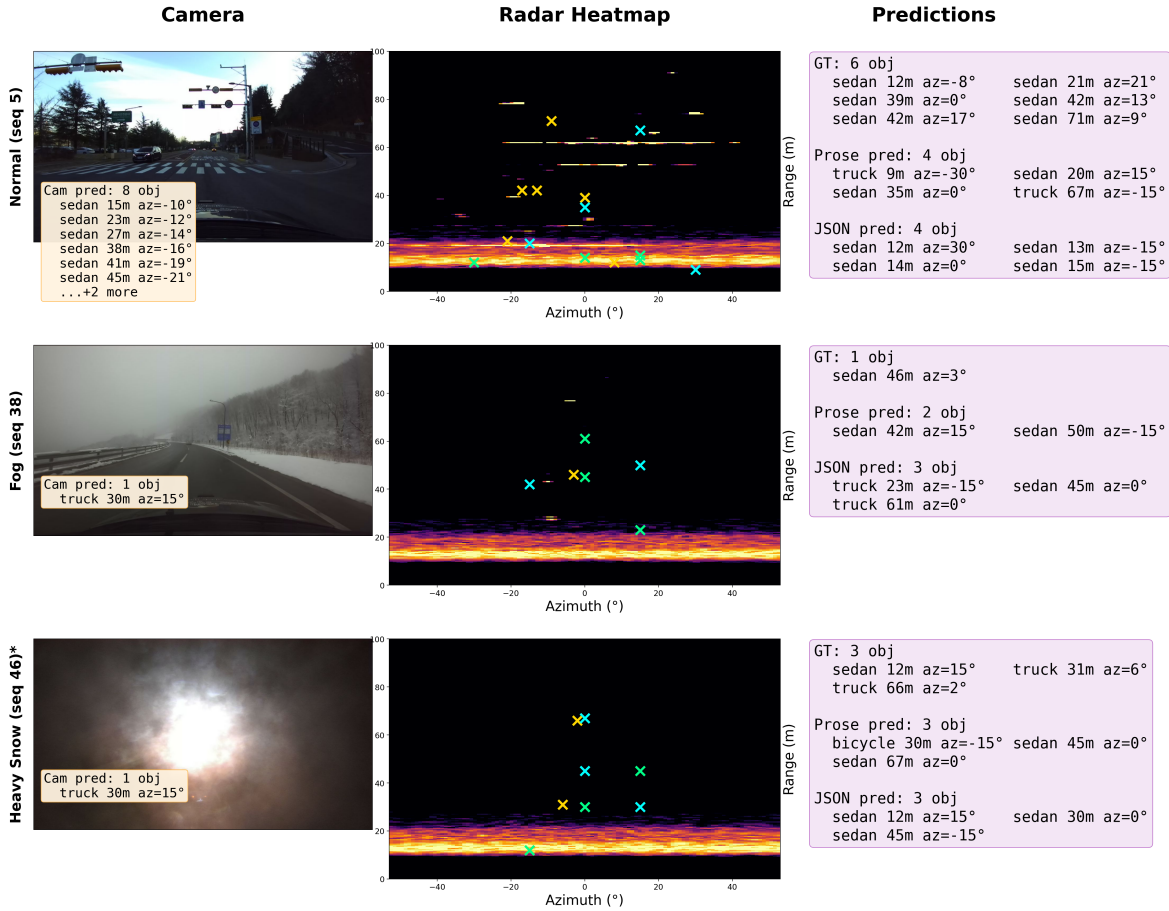 Camera
Radar Heatmap
Predictions
Normal (seq 5)
Cam pred: 8 obj
sedan 15m az=-10°
sedan 23m az=-12°
sedan 27m az=-14°
sedan 38m az=-16°
sedan 41m az=-19°
sedan 45m az=-21°
...+2 more
100
80
60
40
20
0
−40 −20 0 20 40
Azimuth (°)
Range (m)
GT: 6 obj
sedan 12m az=-8° sedan 21m az=21°
sedan 39m az=0° sedan 42m az=13°
sedan 42m az=17° sedan 71m az=9°
Prose pred: 4 obj
truck 9m az=-30° sedan 20m az=15°
sedan 35m az=0° truck 67m az=-15°
JSON pred: 4 obj
sedan 12m az=30° sedan 13m az=-15°
sedan 14m az=0° sedan 15m az=-15°
Fog (seq 38)
Cam pred: 1 obj
truck 30m az=15°
100
80
60
40
20
0
−40 −20 0 20 40
Azimuth (°)
Range (m)
GT: 1 obj
sedan 46m az=3°
Prose pred: 2 obj
sedan 42m az=15° sedan 50m az=-15°
JSON pred: 3 obj
truck 23m az=-15° sedan 45m az=0°
truck 61m az=0°
Heavy Snow (seq 46)*
Cam pred: 1 obj
truck 30m az=15°
100
80
60
40
20
0
−40 −20 0 20 40
Azimuth (°)
Range (m)
GT: 3 obj
sedan 12m az=15° truck 31m az=6°
truck 66m az=2°
Prose pred: 3 obj
bicycle 30m az=-15° sedan 45m az=0°
sedan 67m az=0°
JSON pred: 3 obj
sedan 12m az=15° sedan 30m az=0°
sedan 45m az=-15°